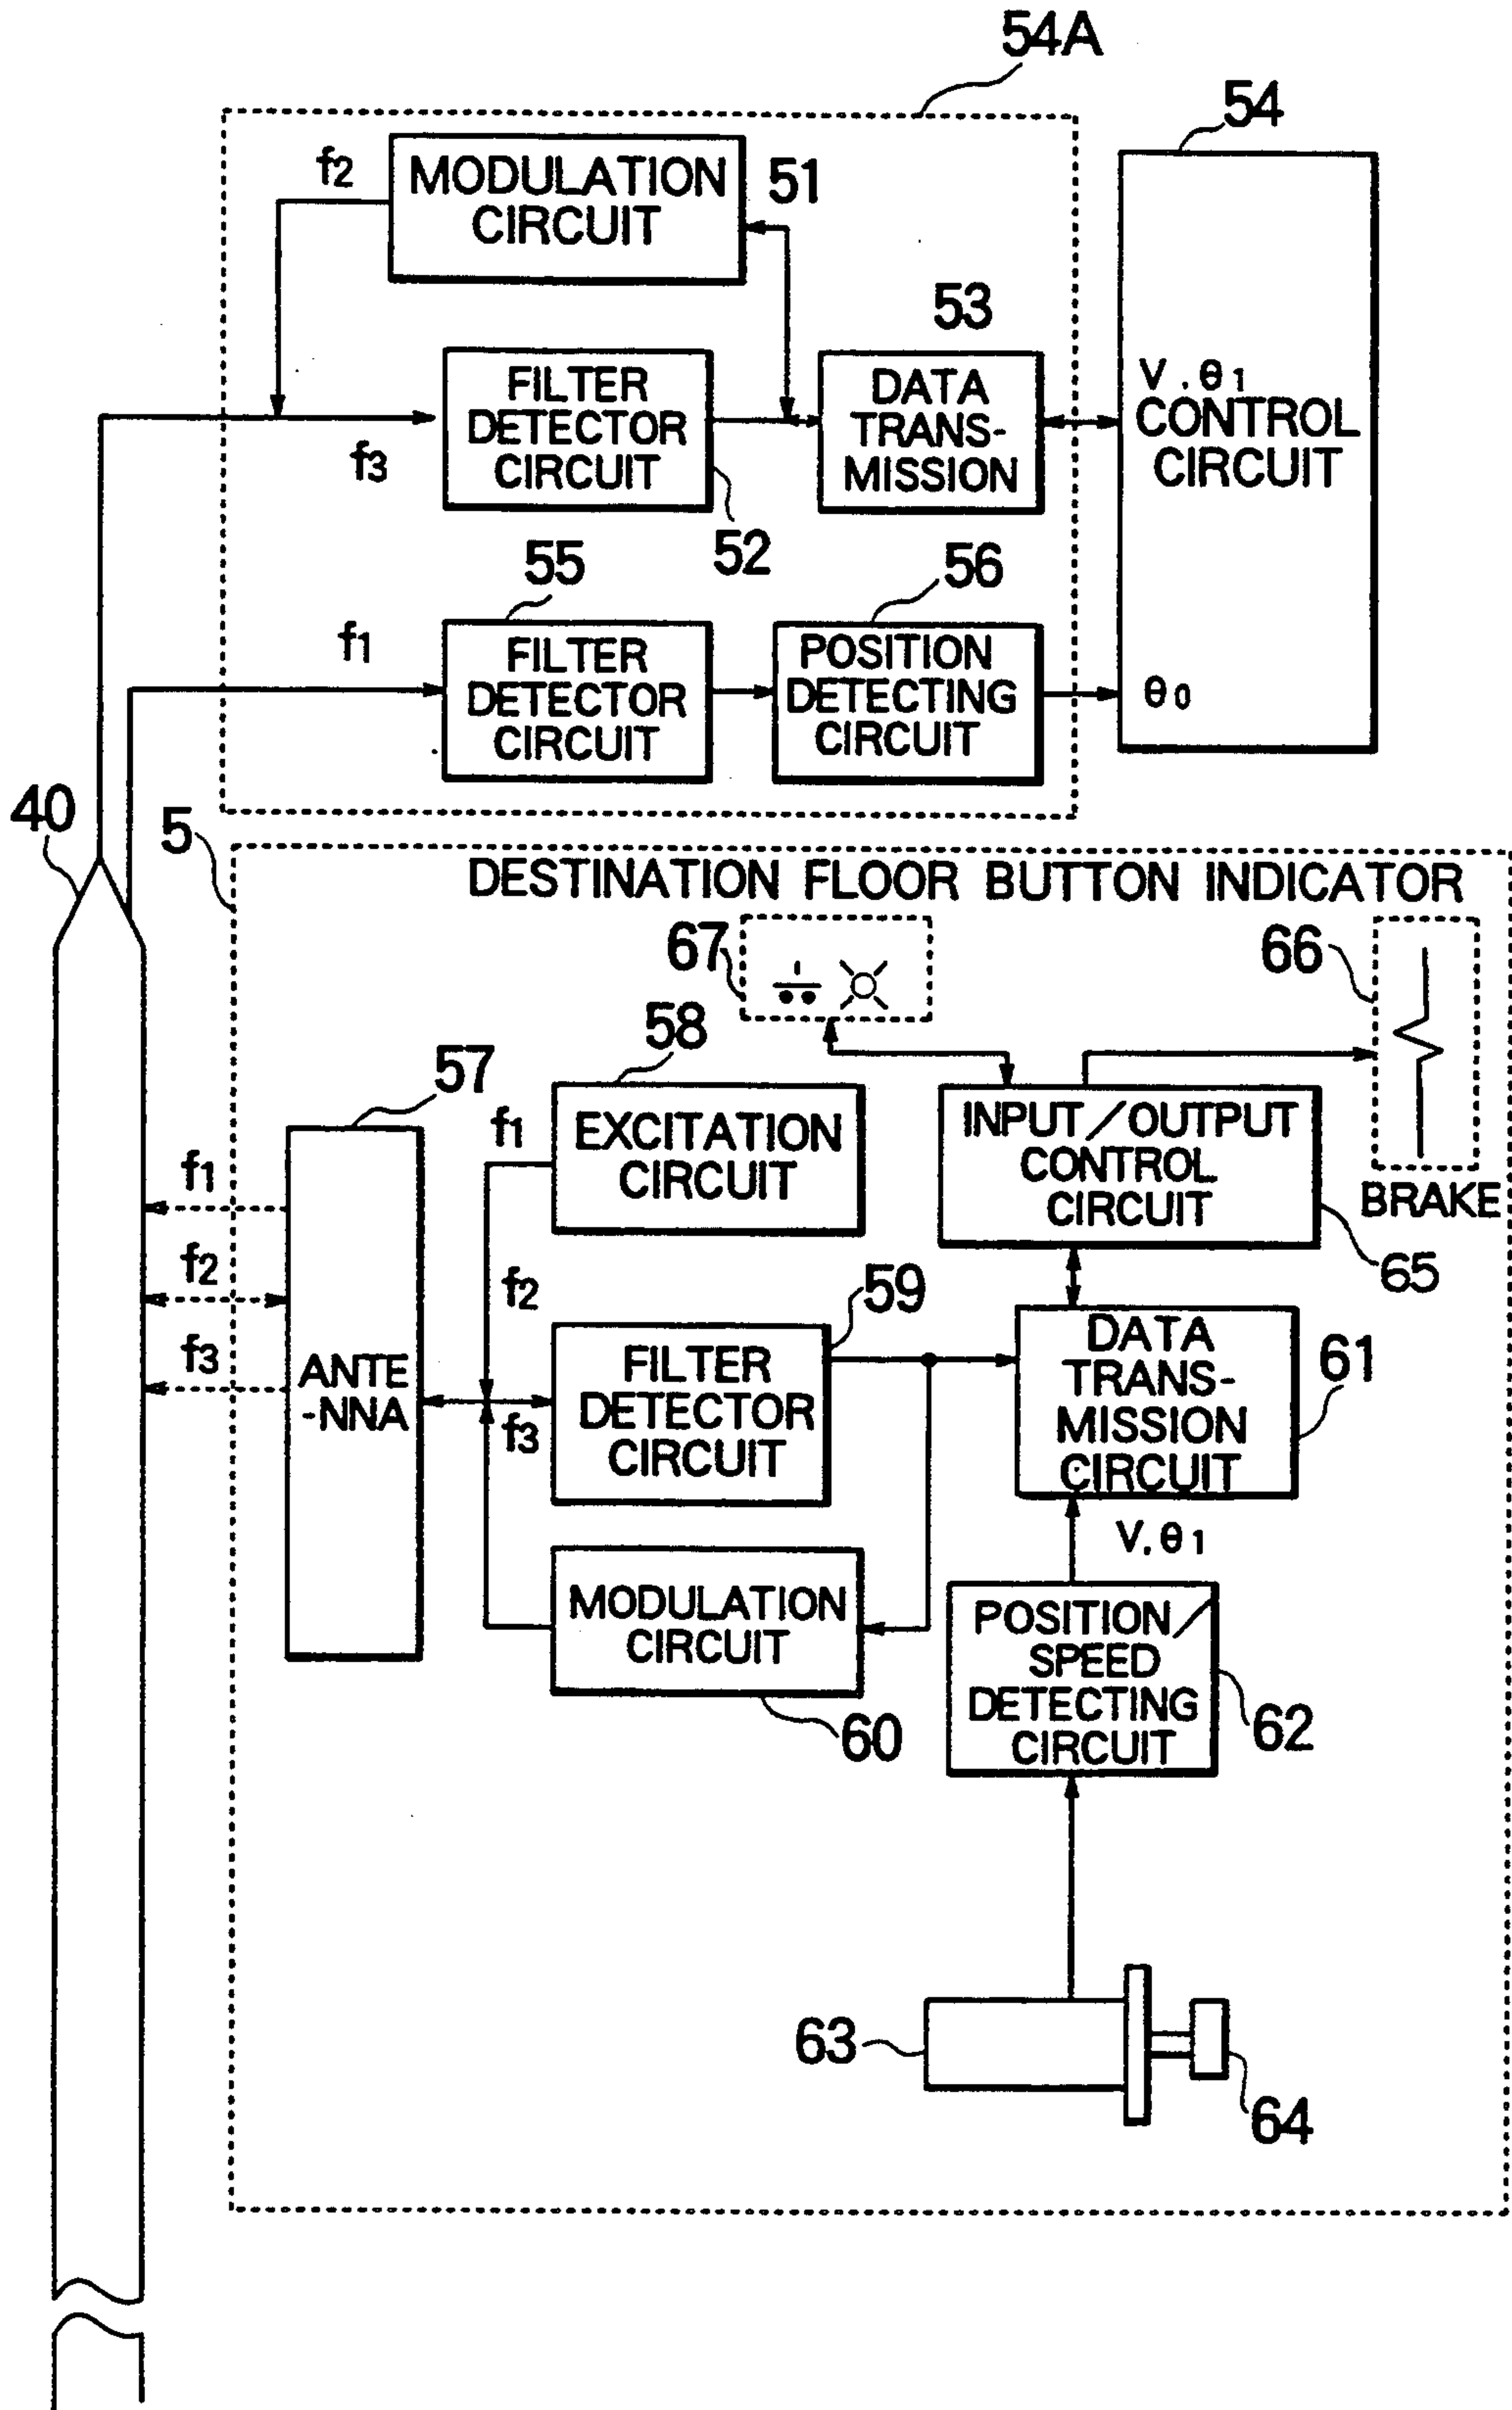 54A
54
f2
MODULATION
CIRCUIT
51
53
FILTER
DETECTOR
CIRCUIT
DATA
TRANS-
MISSION
V . θ1
CONTROL
CIRCUIT
f3
52
55
56
f1
FILTER
DETECTOR
CIRCUIT
POSITION
DETECTING
CIRCUIT
θ0
40
5
DESTINATION FLOOR BUTTON INDICATOR
67
66
58
57
f1
EXCITATION
CIRCUIT
INPUT/OUTPUT
CONTROL
CIRCUIT
BRAKE
f1
f2
f3
f2
59
65
ANTE
-NNA
f3
FILTER
DETECTOR
CIRCUIT
DATA
TRANS-
MISSION
CIRCUIT
61
V. θ1
MODULATION
CIRCUIT
POSITION/
SPEED
DETECTING
CIRCUIT
60
62
63
64